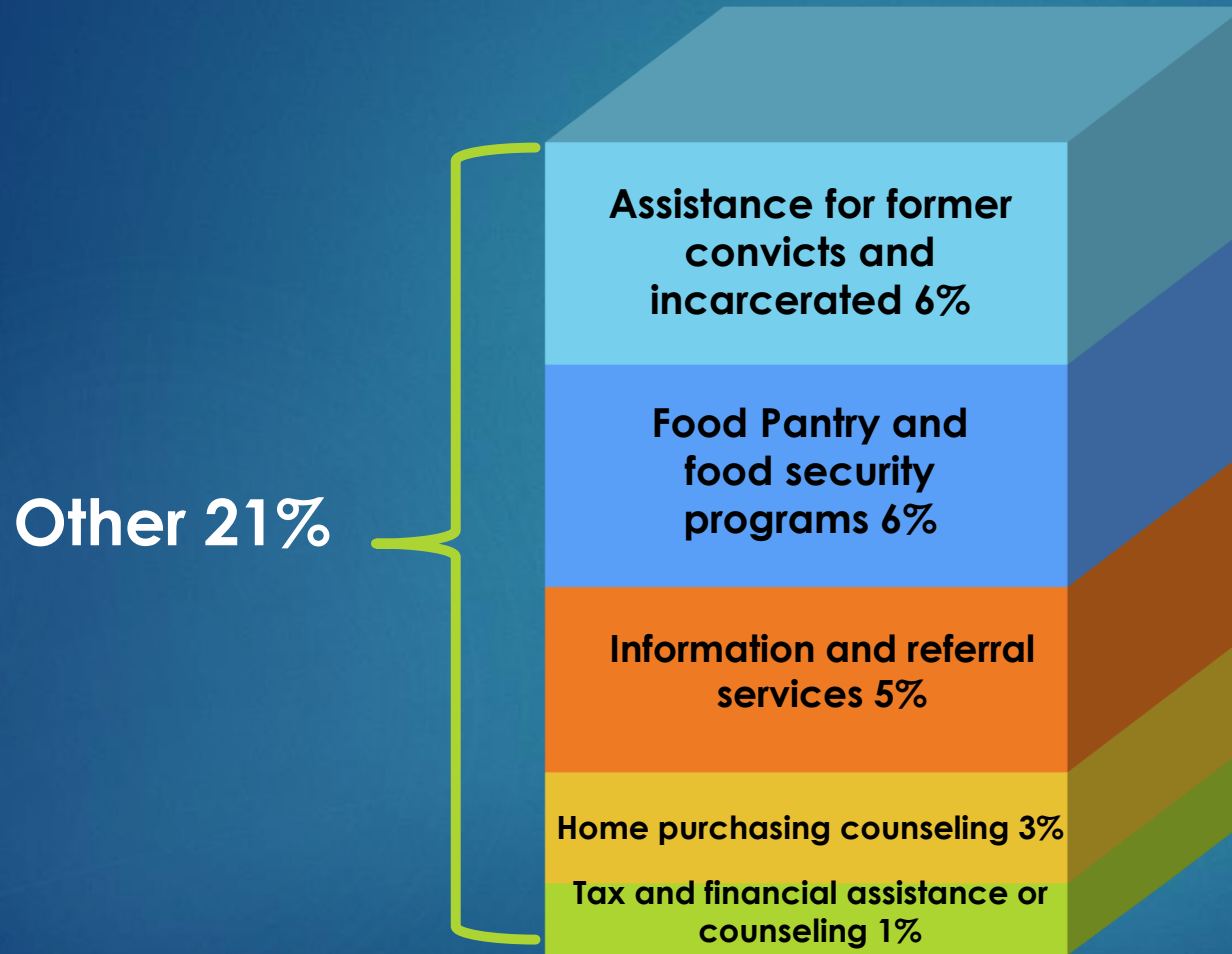 Other 21%
Assistance for former
convicts and
incarcerated 6%
Food Pantry and
food security
programs 6%
Information and referral
services 5%
Home purchasing counseling 3%
Tax and financial assistance or
counseling 1%